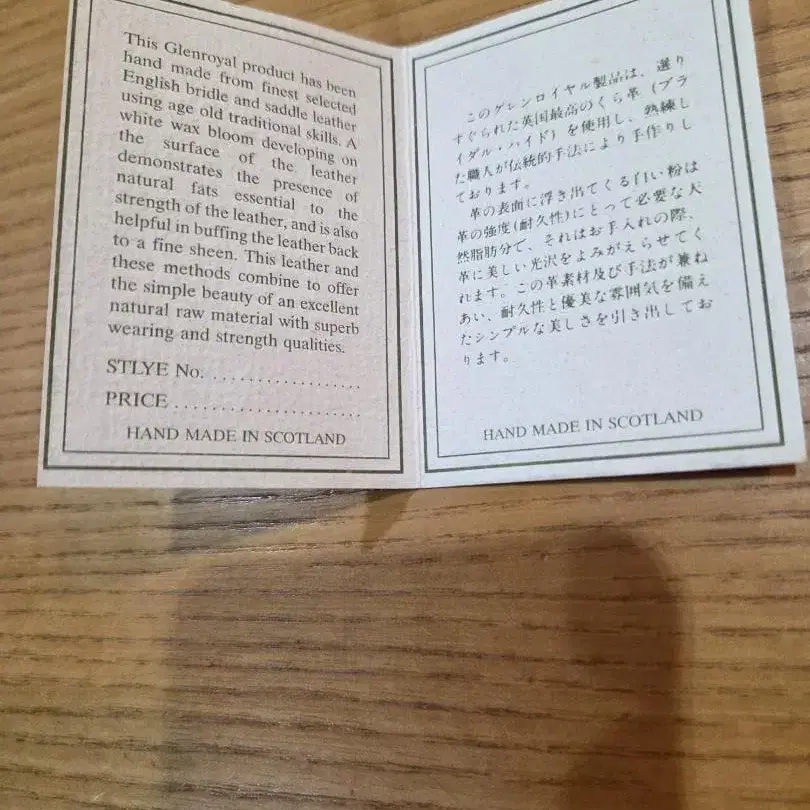 This Glenroyal product has been
hand made from finest selected
English bridle and saddle leather
using age old traditional skills. A
white wax bloom developing on
the surface of the leather
demonstrates the presence of
natural fats essential to the
strength of the leather, and is also
helpful in buffing the leather back
to a fine sheen. This leather and
these methods combine to offer
the simple beauty of an excellent
natural raw material with superb
wearing and strength qualities.
STLYE No. ..................
PRICE ......................
HAND MADE IN SCOTLAND
このグレンロイヤル製品は、選り
すぐられた英国最高のくら革（ブラ
イダル・ハイド）を使用し、熟練し
た職人が伝統的手法により手作りし
ております。
革の表面に浮き出てくる白い粉は
革の強度(耐久性)にとって必要な天
然脂肪分で、それはお手入れの際、
革に美しい光沢をよみがえらせてく
れます。この革素材及び手法が兼ね
あい、耐久性と優美な雰囲気を備え
たシンプルな美しさを引き出してお
ります。
HAND MADE IN SCOTLAND